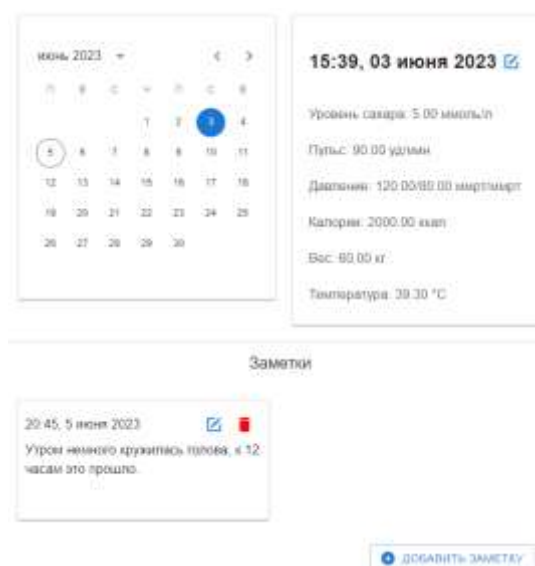 июнь 2023
П В С Ч П С В
1 2 3 4
5 6 7 8 9 10 11
12 13 14 15 16 17 18
19 20 21 22 23 24 25
26 27 28 29 30
15:39, 03 июня 2023
Уровень сахара: 5.00 ммоль/л
Пульс: 90.00 уд/мин
Давление: 120.00/80.00 ммрт/ммрт
Калории: 2000.00 ккал
Вес: 60.00 кг
Температура: 39.30 °C
Заметки
20:45, 5 июня 2023
Утром немного кружилась голова, к 12
часам это прошло.
ДОБАВИТЬ ЗАМЕТКУ